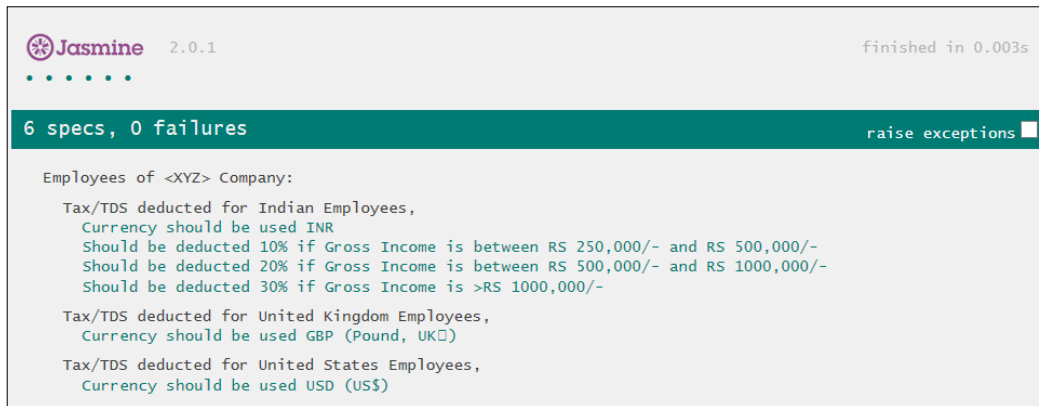 Jasmine 2.0.1 finished in 0.003s
6 specs, 0 failures raise exceptions
Employees of <XYZ> Company:
Tax/TDS deducted for Indian Employees,
Currency should be used INR
Should be deducted 10% if Gross Income is between RS 250,000/- and RS 500,000/-
Should be deducted 20% if Gross Income is between RS 500,000/- and RS 1000,000/-
Should be deducted 30% if Gross Income is >RS 1000,000/-
Tax/TDS deducted for United Kingdom Employees,
Currency should be used GBP (Pound, UK▯)
Tax/TDS deducted for United States Employees,
Currency should be used USD (US$)